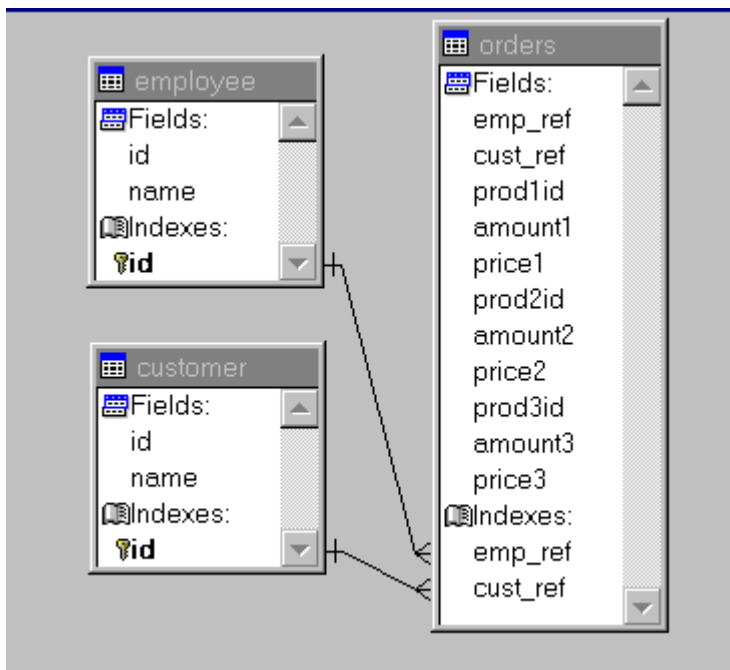 employee
Fields:
id
name
Indexes:
id
customer
Fields:
id
name
Indexes:
id
orders
Fields:
emp_ref
cust_ref
prod1id
amount1
price1
prod2id
amount2
price2
prod3id
amount3
price3
Indexes:
emp_ref
cust_ref